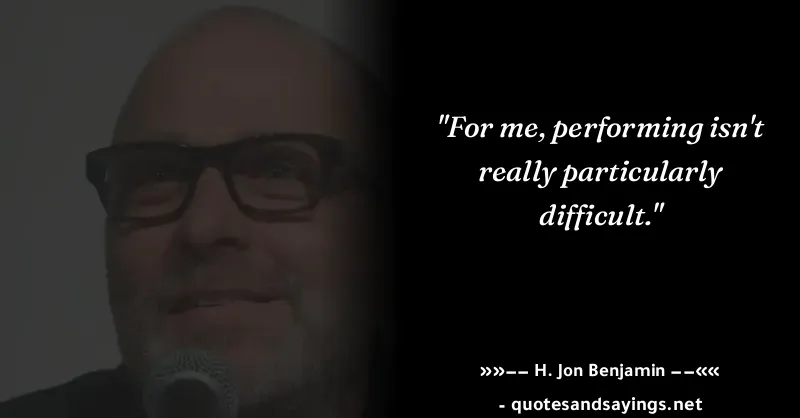 "For me, performing isn't
really particularly
difficult."
»»−− H. Jon Benjamin −−««
- quotesandsayings.net